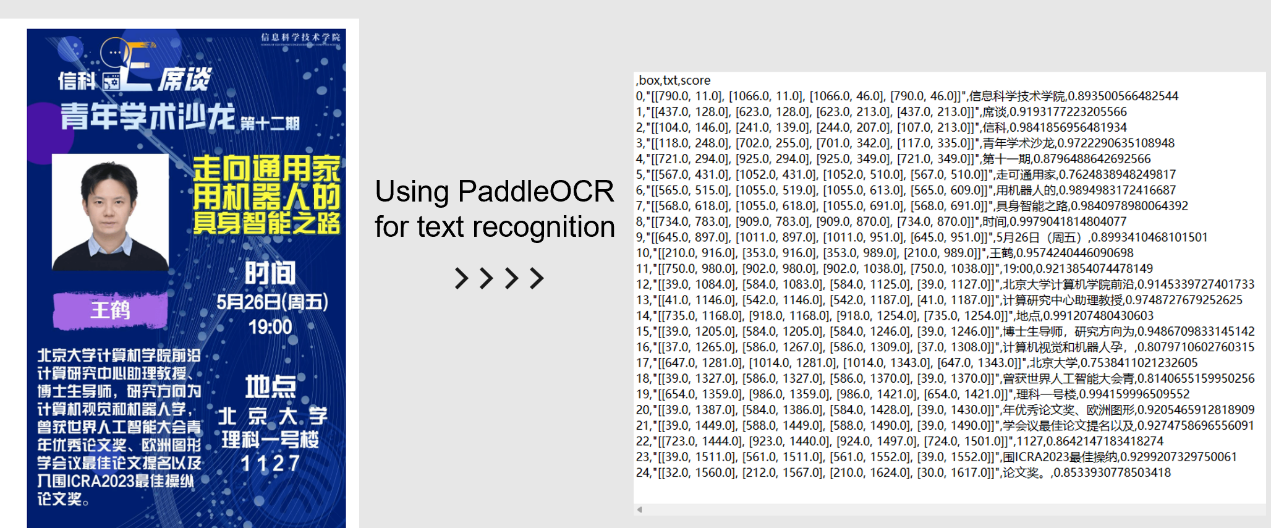 信息科学技术学院
信科 E 席谈
青年学术沙龙 第十二期
走向通用家
用机器人的
具身智能之路
王鹤
时间
5月26日(周五)
19:00
地点
北京大学
理科一号楼
1127
北京大学计算机学院前沿
计算研究中心助理教授、
博士生导师,研究方向为
计算机视觉和机器人学,
曾获世界人工智能大会青
年优秀论文奖、欧洲图形
学会议最佳论文提名以及
入围ICRA2023最佳操纵
论文奖。
Using PaddleOCR
for text recognition
,box,txt,score
0,"[[790.0, 11.0], [1066.0, 11.0], [1066.0, 46.0], [790.0, 46.0]]",信息科学技术学院,0.893500566482544
1,"[[437.0, 128.0], [623.0, 128.0], [623.0, 213.0], [437.0, 213.0]]",席谈,0.9193177223205566
2,"[[104.0, 146.0], [241.0, 139.0], [244.0, 207.0], [107.0, 213.0]]",信科,0.9841856956481934
3,"[[118.0, 248.0], [702.0, 255.0], [701.0, 342.0], [117.0, 335.0]]",青年学术沙龙,0.9722290635108948
4,"[[721.0, 294.0], [925.0, 294.0], [925.0, 349.0], [721.0, 349.0]]",第十一期,0.8796488642692566
5,"[[567.0, 431.0], [1052.0, 431.0], [1052.0, 510.0], [567.0, 510.0]]",走可通用家,0.7624838948249817
6,"[[565.0, 515.0], [1055.0, 519.0], [1055.0, 613.0], [565.0, 609.0]]",用机器人的,0.9894983172416687
7,"[[568.0, 618.0], [1055.0, 618.0], [1055.0, 691.0], [568.0, 691.0]]",具身智能之路,0.9840978980064392
8,"[[734.0, 783.0], [909.0, 783.0], [909.0, 870.0], [734.0, 870.0]]",时间,0.9979041814804077
9,"[[645.0, 897.0], [1011.0, 897.0], [1011.0, 951.0], [645.0, 951.0]]",5月26日（周五）,0.8993410468101501
10,"[[210.0, 916.0], [353.0, 916.0], [353.0, 989.0], [210.0, 989.0]]",王鹤,0.9574240446090698
11,"[[750.0, 980.0], [902.0, 980.0], [902.0, 1038.0], [750.0, 1038.0]]",19:00,0.9213854074478149
12,"[[39.0, 1084.0], [584.0, 1083.0], [584.0, 1125.0], [39.0, 1127.0]]",北京大学计算机学院前沿,0.9145339727401733
13,"[[41.0, 1146.0], [542.0, 1146.0], [542.0, 1187.0], [41.0, 1187.0]]",计算研究中心助理教授,0.9748727679252625
14,"[[735.0, 1168.0], [918.0, 1168.0], [918.0, 1254.0], [735.0, 1254.0]]",地点,0.991207480430603
15,"[[39.0, 1205.0], [584.0, 1205.0], [584.0, 1246.0], [39.0, 1246.0]]",博士生导师，研究方向为,0.9486709833145142
16,"[[37.0, 1265.0], [586.0, 1267.0], [586.0, 1309.0], [37.0, 1308.0]]",计算机视觉和机器人孕，,0.8079710602760315
17,"[[647.0, 1281.0], [1014.0, 1281.0], [1014.0, 1343.0], [647.0, 1343.0]]",北京大学,0.7538411021232605
18,"[[39.0, 1327.0], [586.0, 1327.0], [586.0, 1370.0], [39.0, 1370.0]]",曾获世界人工智能大会青,0.8140655159950256
19,"[[654.0, 1359.0], [986.0, 1359.0], [986.0, 1421.0], [654.0, 1421.0]]",理科一号楼,0.994159996509552
20,"[[39.0, 1387.0], [584.0, 1386.0], [584.0, 1428.0], [39.0, 1430.0]]",年优秀论文奖、欧洲图形,0.9205465912818909
21,"[[39.0, 1449.0], [588.0, 1449.0], [588.0, 1490.0], [39.0, 1490.0]]",学会议最佳论文提名以及,0.9274758696556091
22,"[[723.0, 1444.0], [923.0, 1440.0], [924.0, 1497.0], [724.0, 1501.0]]",1127,0.8642147183418274
23,"[[39.0, 1511.0], [561.0, 1511.0], [561.0, 1552.0], [39.0, 1552.0]]",围ICRA2023最佳操纳,0.9299207329750061
24,"[[32.0, 1560.0], [212.0, 1567.0], [210.0, 1624.0], [30.0, 1617.0]]",论文奖。,0.8533930778503418